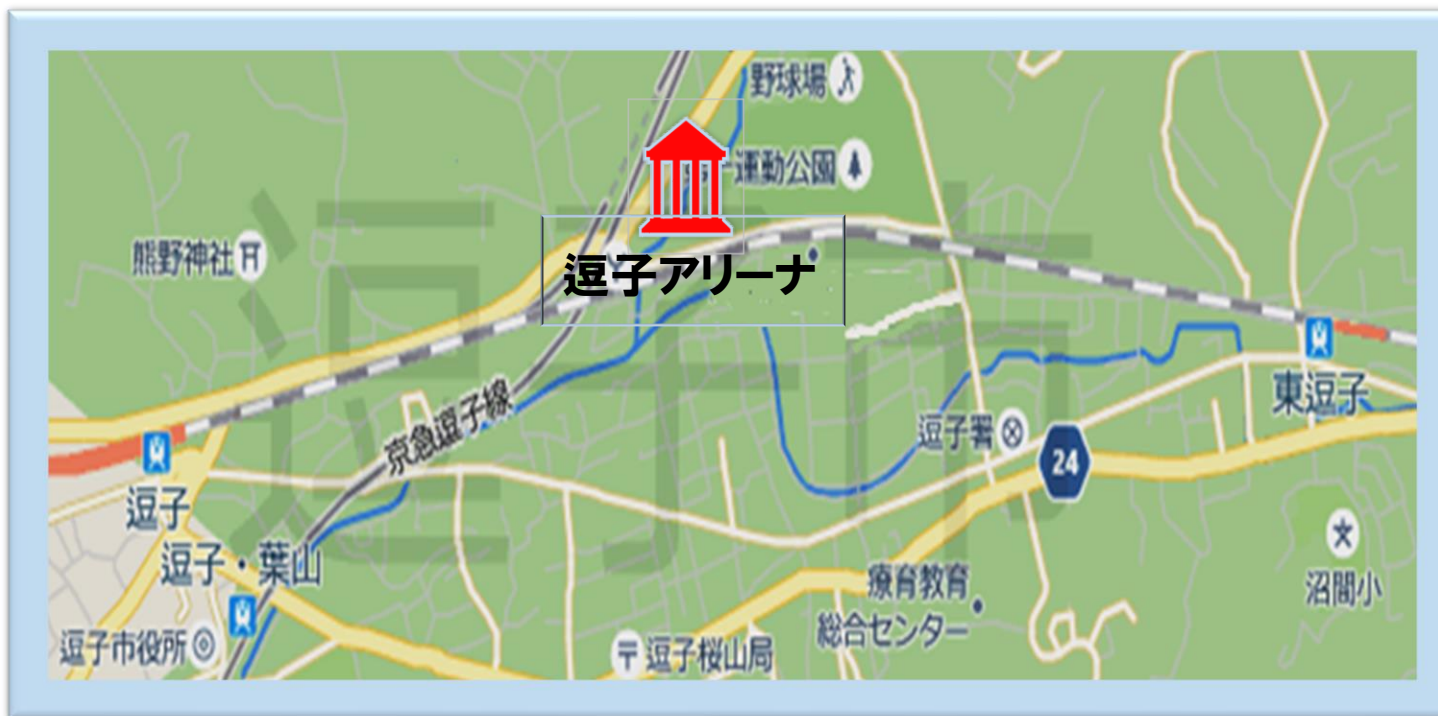 野球場
運動公園
熊野神社
逗子アリーナ
京急逗子線
東逗子
逗子署
24
逗子
逗子・葉山
療育教育
総合センター
沼間小
逗子市役所
逗子桜山局
逗子市